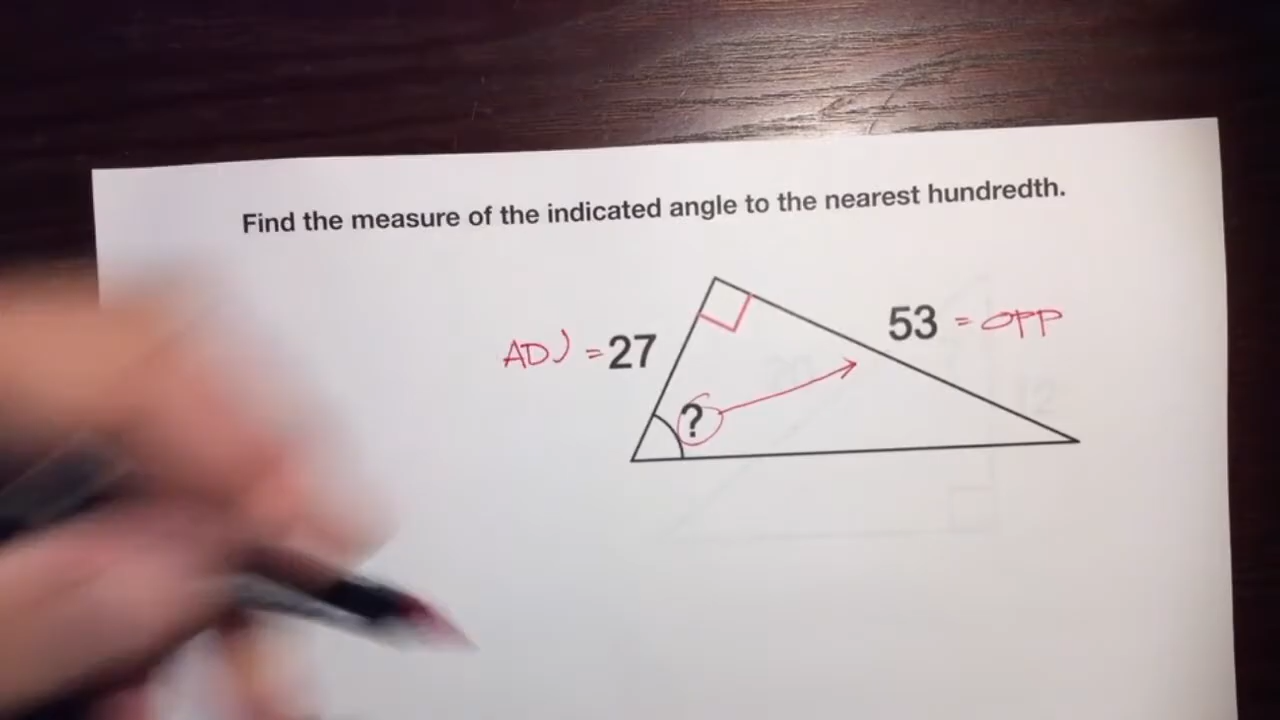 Find the measure of the indicated angle to the nearest hundredth.
53 = OPP
ADJ = 27
?